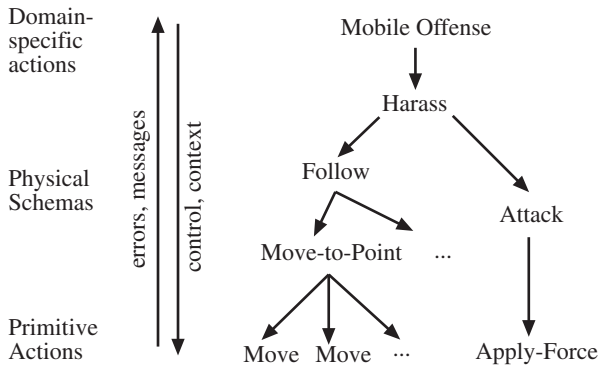 Domain-
specific
actions
Physical
Schemas
Primitive
Actions
errors, messages
control, context
Mobile Offense
Harass
Follow
Attack
Move-to-Point
...
Move
Move
...
Apply-Force